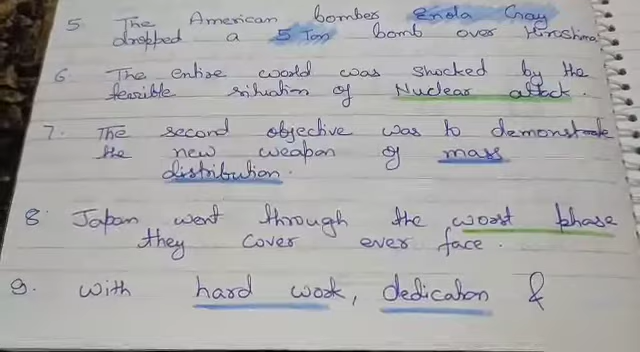 5 The American bomber Enola Gay
dropped a 5 Ton bomb over Hiroshima
6 The entire world was shocked by the
feasible situation of Nuclear attack.
7. The second objective was to demonstrate
the new weapon of mass
distribution.
8. Japan went through the worst phase
they cover ever face.
9. with hard work, dedication &